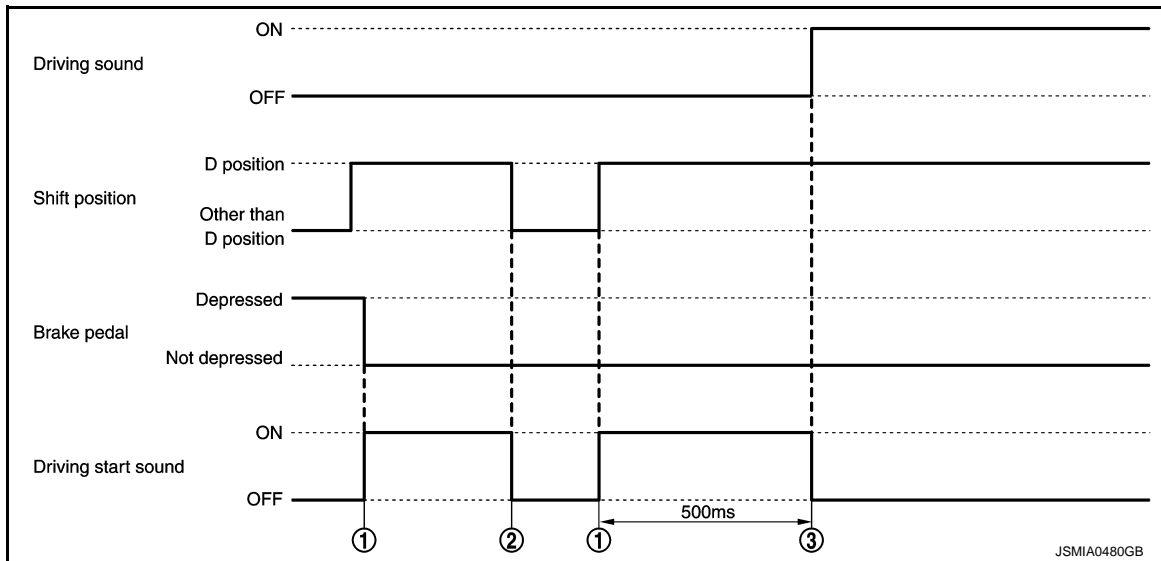 ON
Driving sound
OFF
D position
Shift position
Other than
D position
Depressed
Brake pedal
Not depressed
ON
Driving start sound
OFF
500ms
① ② ① ③
JSMIA0480GB